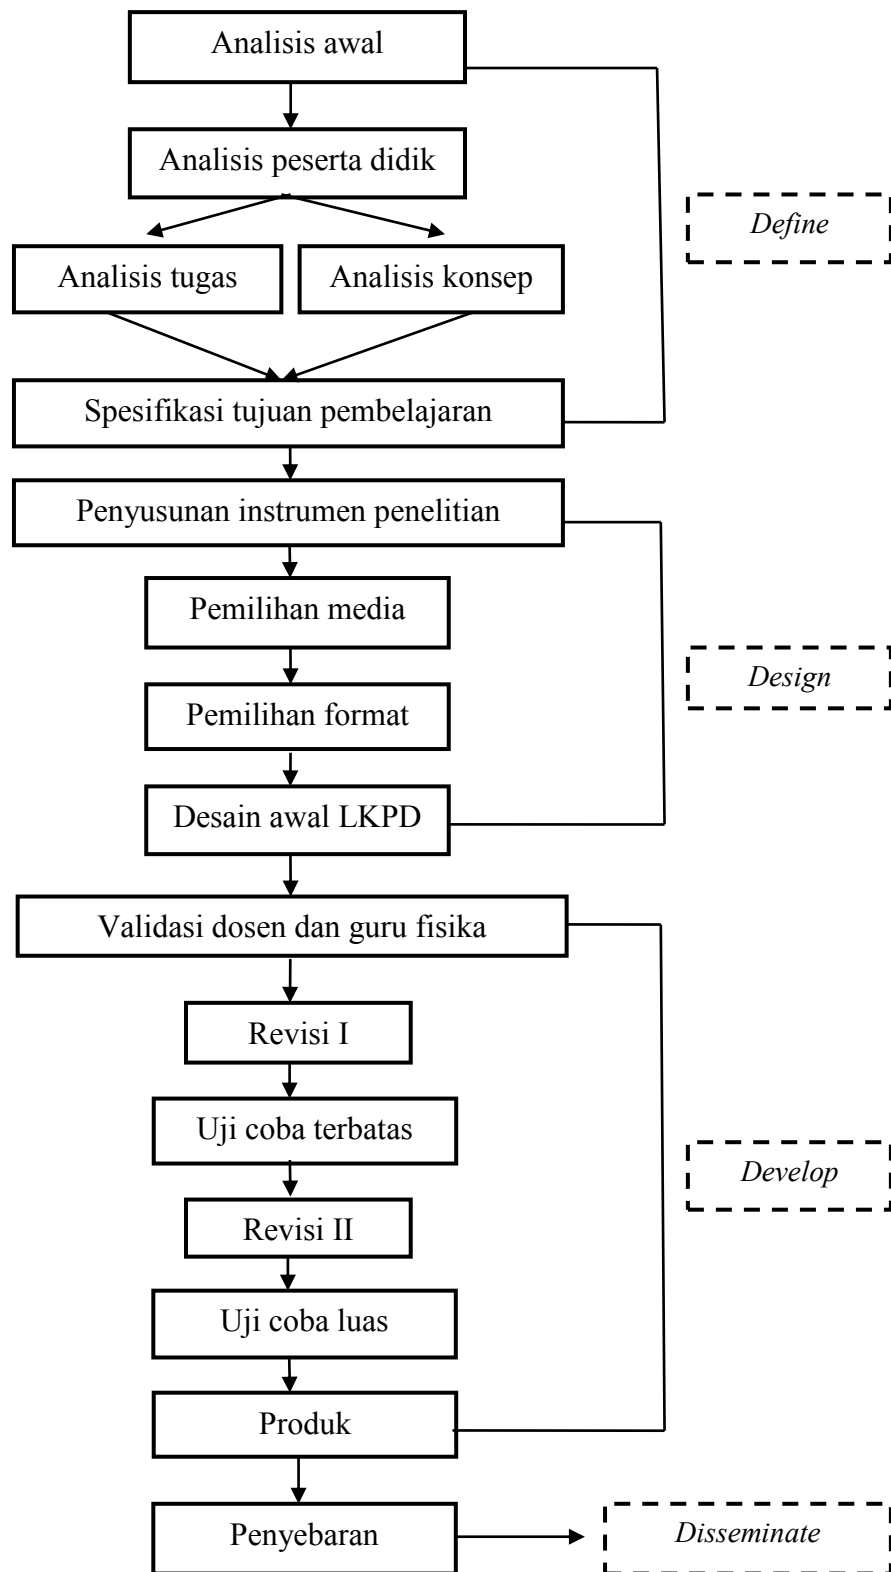 Analisis awal
Analisis peserta didik
Define
Analisis tugas
Analisis konsep
Spesifikasi tujuan pembelajaran
Penyusunan instrumen penelitian
Pemilihan media
Design
Pemilihan format
Desain awal LKPD
Validasi dosen dan guru fisika
Revisi I
Uji coba terbatas
Develop
Revisi II
Uji coba luas
Produk
Penyebaran
Disseminate